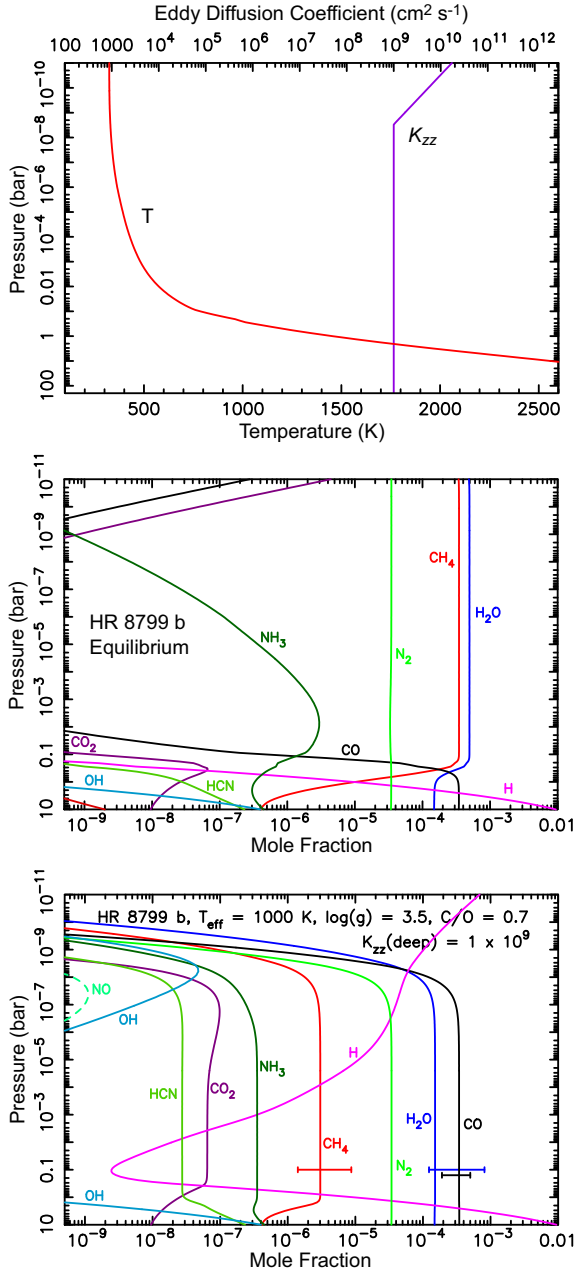 Eddy Diffusion Coefficient (cm2 s-1)
100 1000 10⁴ 10⁵ 10⁶ 10⁷ 10⁸ 10⁹ 10¹⁰ 10¹¹ 10¹²
Pressure (bar)
10⁻¹⁰
10⁻⁸
10⁻⁶
10⁻⁴
0.01
1
100
Kzz
T
500 1000 1500 2000 2500
Temperature (K)
Pressure (bar)
10⁻¹¹
10⁻⁹
10⁻⁷
10⁻⁵
10⁻³
0.1
10
CH₄
HR 8799 b
Equilibrium
H₂O
NH₃
N₂
CO₂
CO
OH
HCN
H
10⁻⁹ 10⁻⁸ 10⁻⁷ 10⁻⁶ 10⁻⁵ 10⁻⁴ 10⁻³ 0.01
Mole Fraction
Pressure (bar)
10⁻¹¹
10⁻⁹
10⁻⁷
10⁻⁵
10⁻³
0.1
10
HR 8799 b, Teff = 1000 K, log(g) = 3.5, C/O = 0.7
Kzz(deep) = 1 x 10⁹
NO
OH
H
HCN
CO₂
NH₃
CH₄
N₂
H₂O
CO
OH
10⁻⁹ 10⁻⁸ 10⁻⁷ 10⁻⁶ 10⁻⁵ 10⁻⁴ 10⁻³ 0.01
Mole Fraction